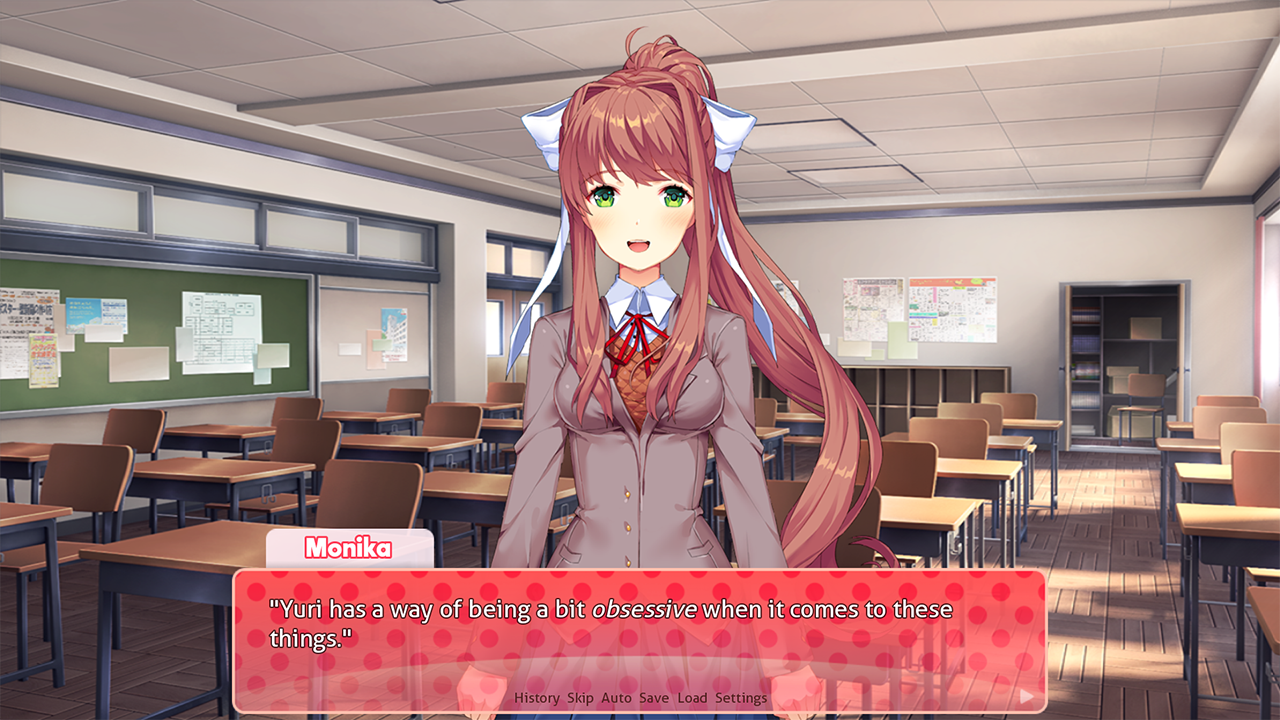 Monika
"Yuri has a way of being a bit obsessive when it comes to these
things."
History Skip Auto Save Load Settings